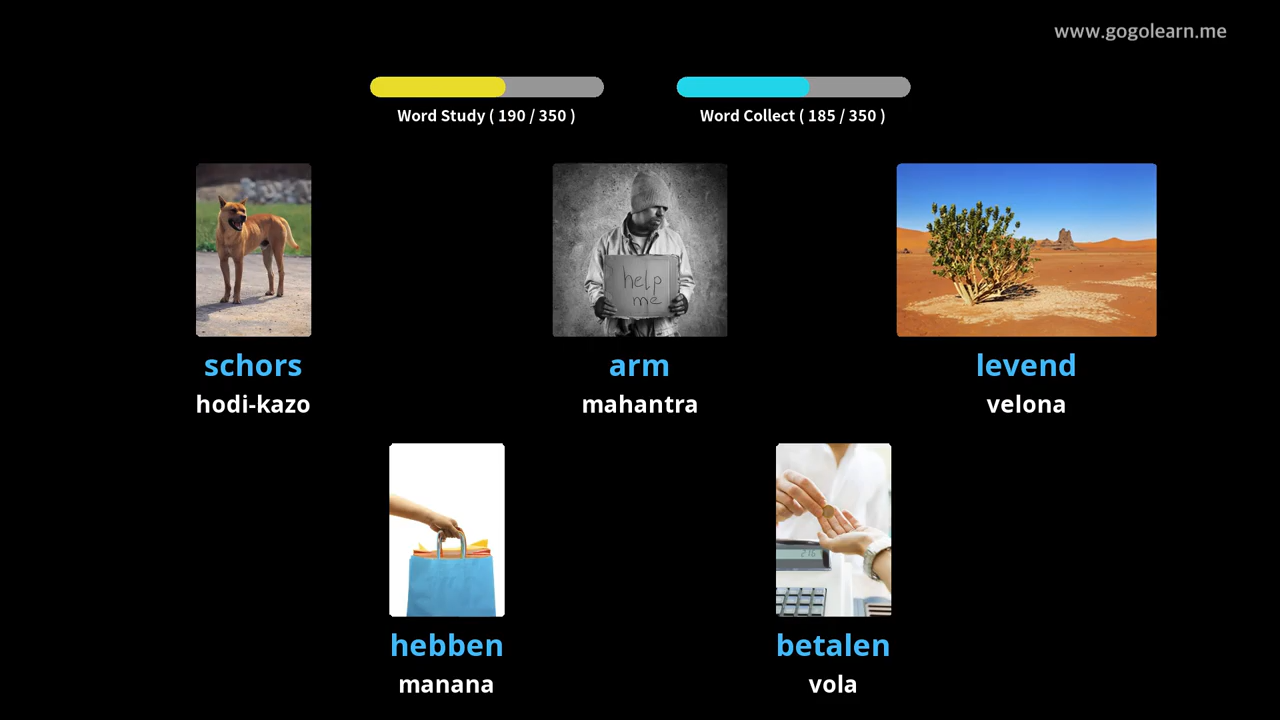 www.gogolearn.me
Word Study ( 190 / 350 )
Word Collect ( 185 / 350 )
help
me
schors
hodi-kazo
arm
mahantra
levend
velona
hebben
manana
betalen
vola